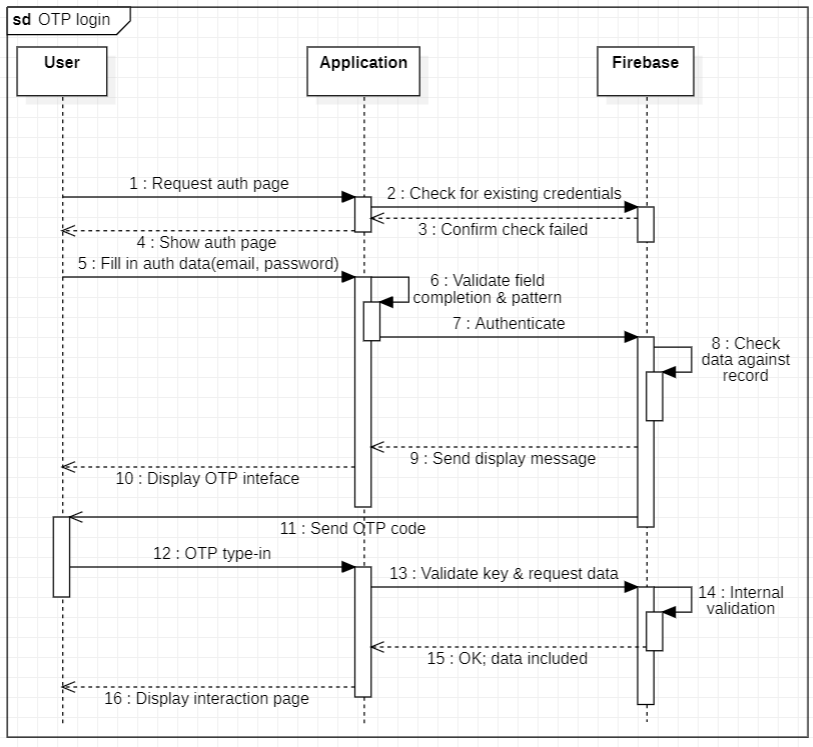 sd OTP login
User
Application
Firebase
1 : Request auth page
2 : Check for existing credentials
3 : Confirm check failed
4 : Show auth page
5 : Fill in auth data(email, password)
6 : Validate field
completion & pattern
7 : Authenticate
8 : Check
data against
record
9 : Send display message
10 : Display OTP inteface
11 : Send OTP code
12 : OTP type-in
13 : Validate key & request data
14 : Internal
validation
15 : OK; data included
16 : Display interaction page